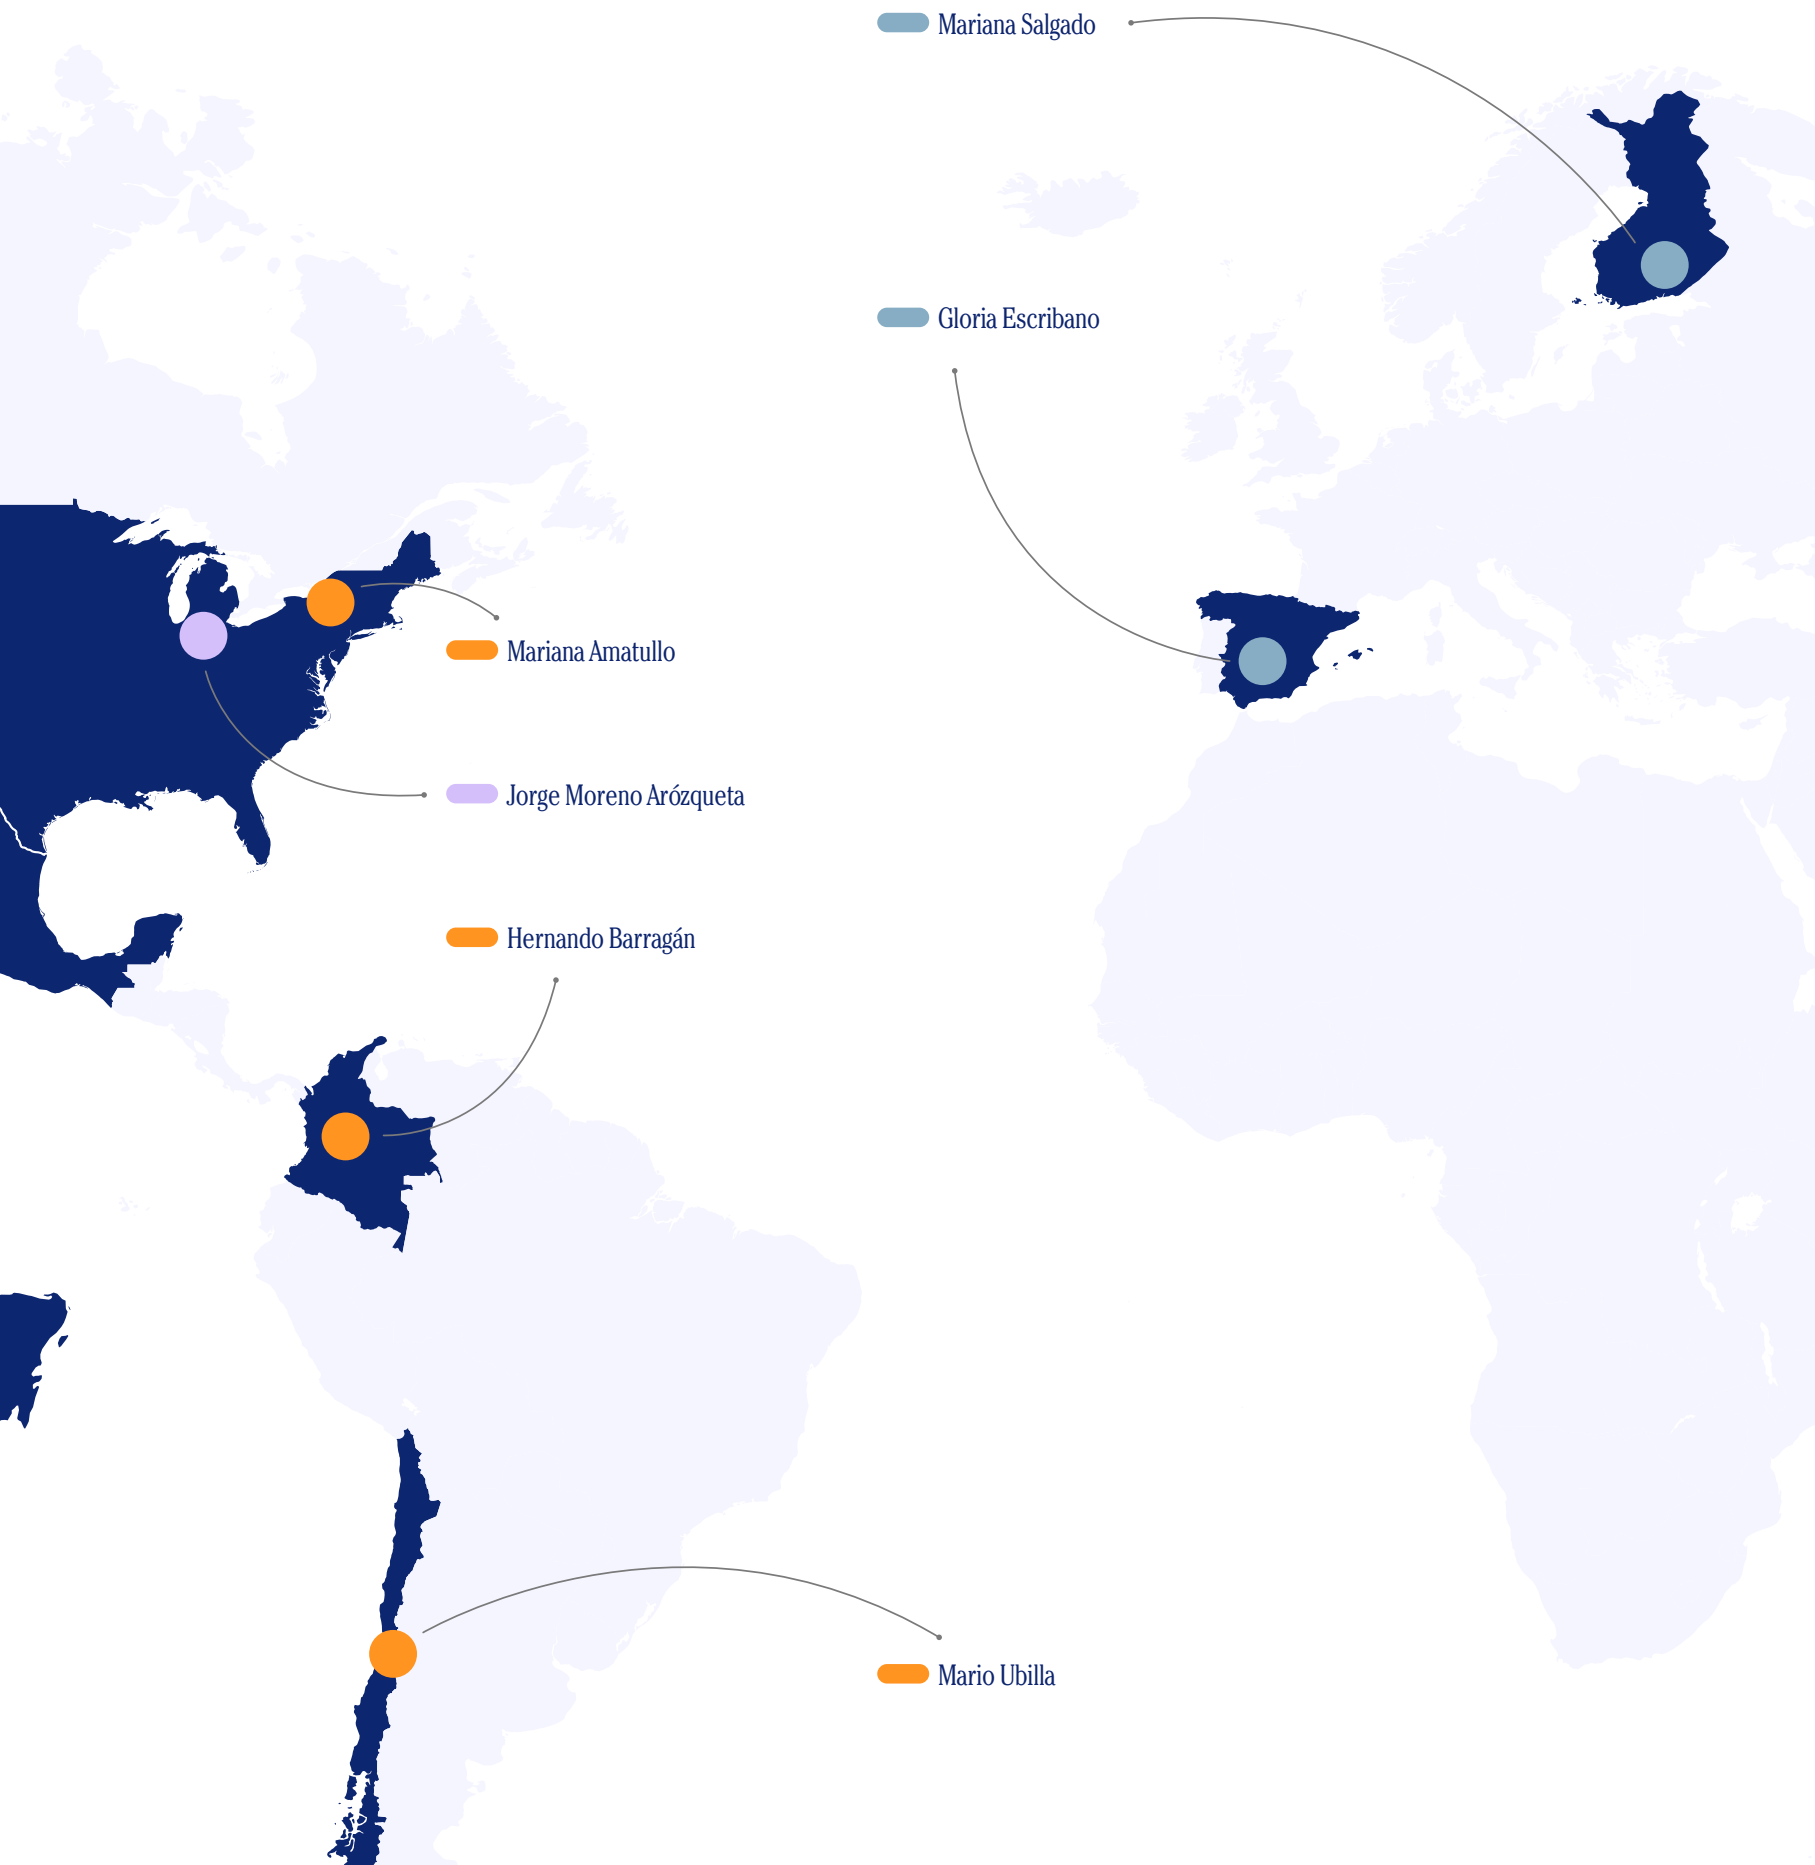 Mariana Salgado
Gloria Escribano
Mariana Amatullo
Jorge Moreno Arózqueta
Hernando Barragán
Mario Ubilla